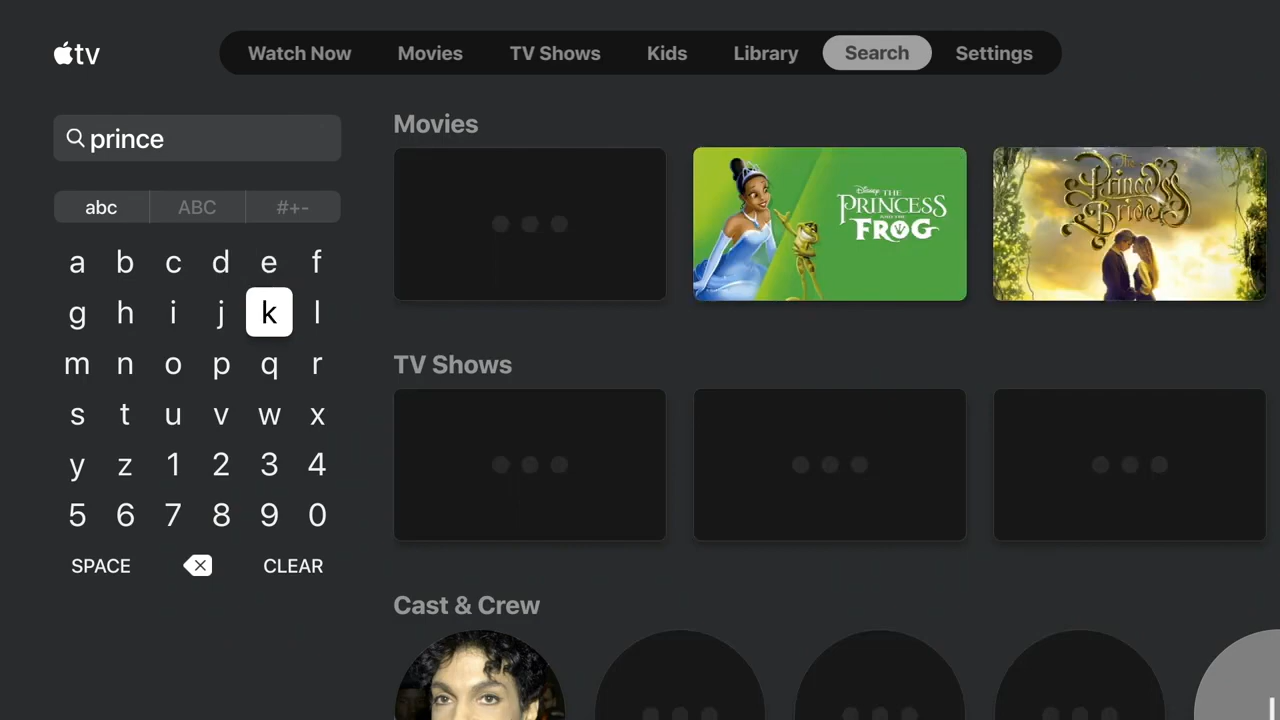 tv
Watch Now Movies TV Shows Kids Library Search Settings
prince
abc ABC #+-
a b c d e f
g h i j k l
m n o p q r
s t u v w x
y z 1 2 3 4
5 6 7 8 9 0
SPACE CLEAR
Movies
Disney
THE
PRINCESS
AND THE
FROG
The
Princess
Bride
TV Shows
Cast & Crew